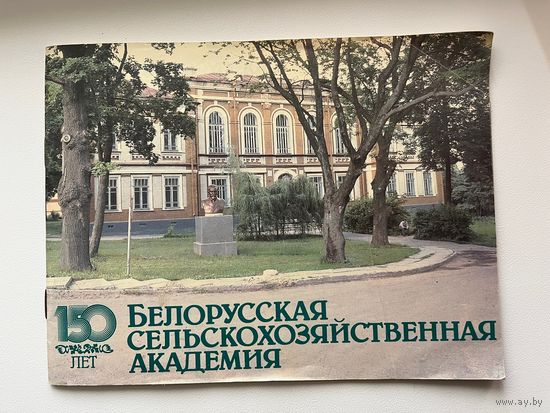 150
ЛЕТ
БЕЛОРУССКАЯ
СЕЛЬСКОХОЗЯЙСТВЕННАЯ
АКАДЕМИЯ
www.ay.by